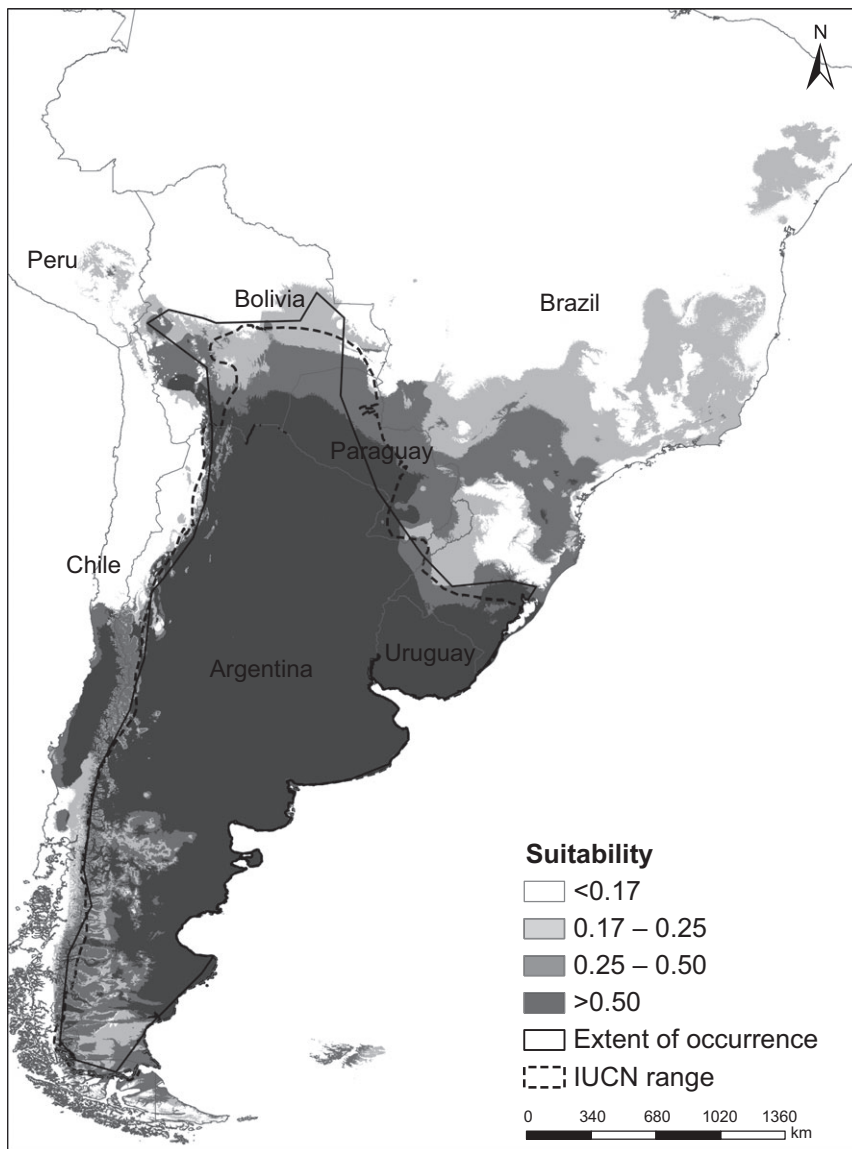 N
Peru
Bolivia
Brazil
Paraguay
Chile
Argentina
Uruguay
Suitability
<0.17
0.17 – 0.25
0.25 – 0.50
>0.50
Extent of occurrence
IUCN range
0 340 680 1020 1360
km